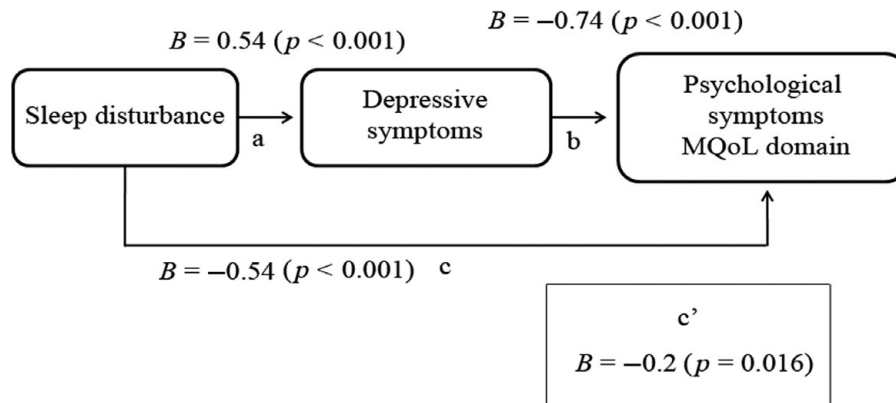 B = −0.74 (p < 0.001)
B = 0.54 (p < 0.001)
Sleep disturbance
a
Depressive
symptoms
b
Psychological
symptoms
MQoL domain
B = −0.54 (p < 0.001) c
c’
B = −0.2 (p = 0.016)